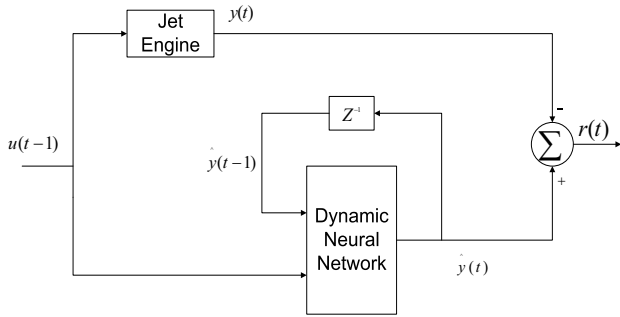 Jet
Engine
y(t)
u(t−1)
Z⁻¹
ŷ(t−1)
-
Σ
r(t)
+
Dynamic
Neural
Network
ŷ(t)